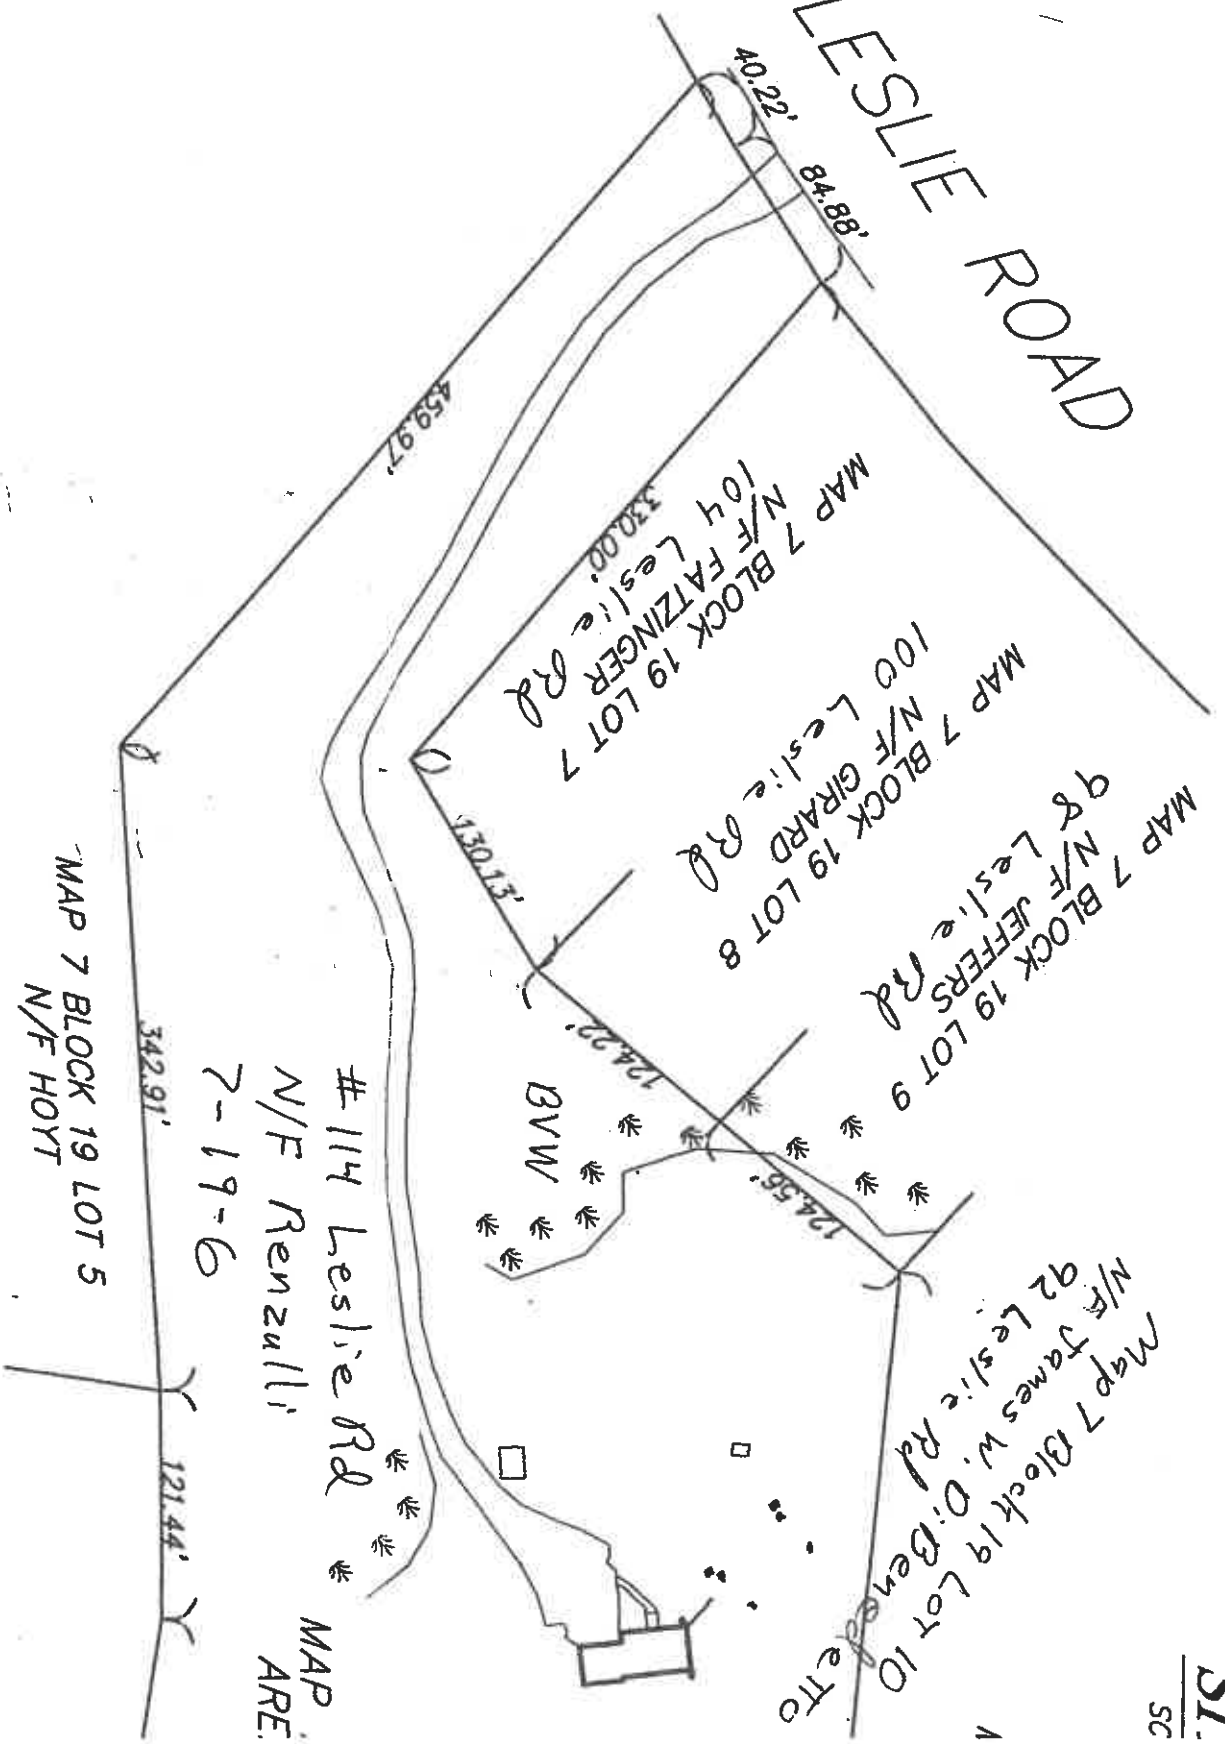 LESLIE ROAD
40.22'
84.88'
459.97'
330.00'
MAP 7 BLOCK 19 LOT 7
N/F FATZINGER
104 Leslie Rd
MAP 7 BLOCK 19 LOT 8
N/F GIRARD
100 Leslie Rd
MAP 7 BLOCK 19 LOT 9
N/F JEFFERS
98 Leslie Rd
130.13'
124.22'
124.56'
BVW
Map 7 Block 19 Lot 10
N/F James W. DiBenedetto
92 Leslie Rd
# 114 Leslie Rd
N/F Renzulli
7-19-6
342.91'
MAP 7 BLOCK 19 LOT 5
N/F HOYT
121.44'
MAP
ARE
SC